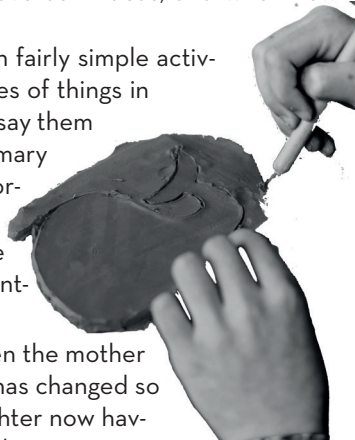 n fairly simple activ-
es of things in
say them
mary
or-
e
nt-
en the mother
has changed so
hter now hav-